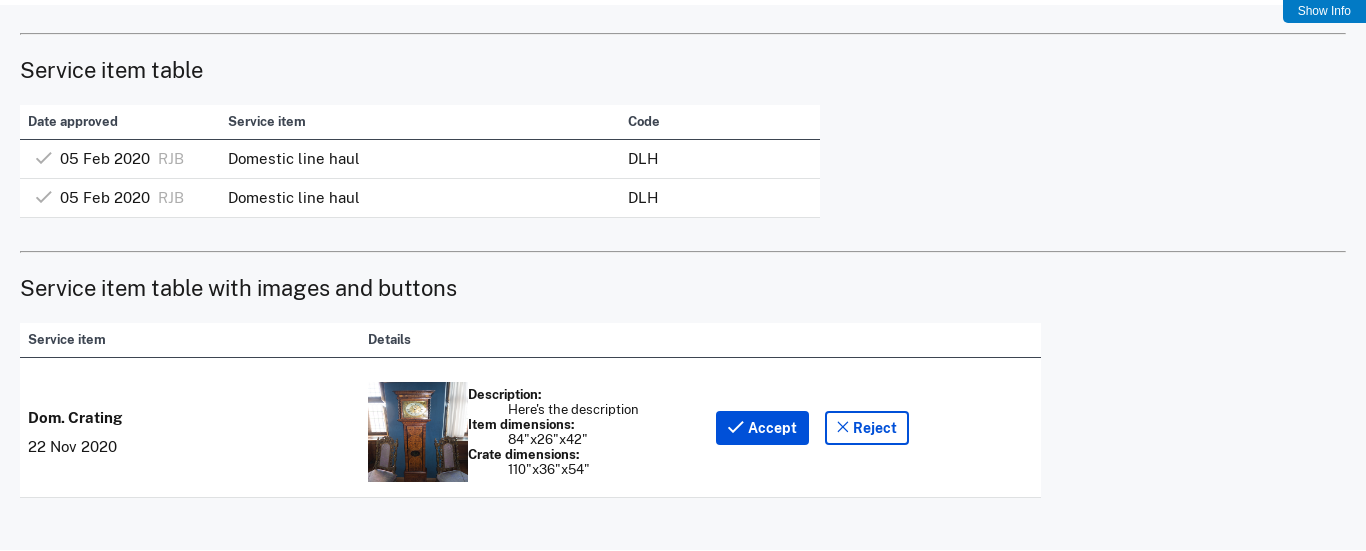 Show Info
Service item table
Date approved Service item Code
05 Feb 2020 RJB Domestic line haul DLH
05 Feb 2020 RJB Domestic line haul DLH
Service item table with images and buttons
Service item Details
Dom. Crating
22 Nov 2020
Description:
Here's the description
Item dimensions:
84"x26"x42"
Crate dimensions:
110"x36"x54"
Accept Reject